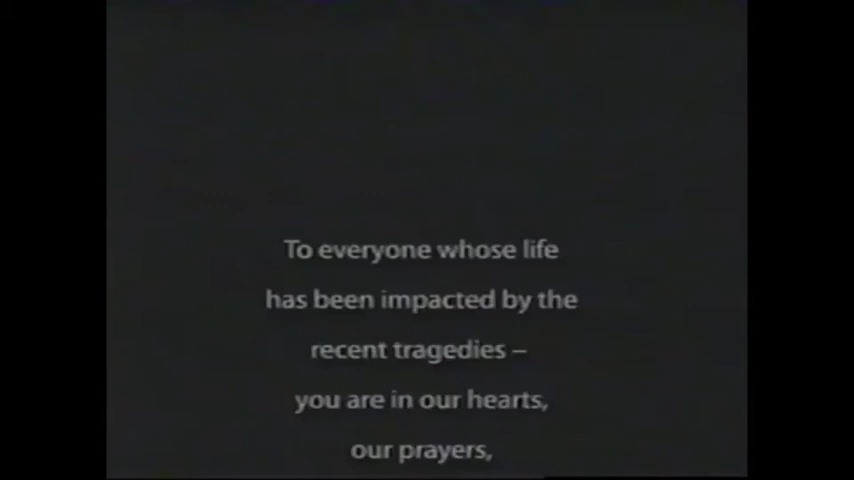 To everyone whose life
has been impacted by the
recent tragedies –
you are in our hearts,
our prayers,